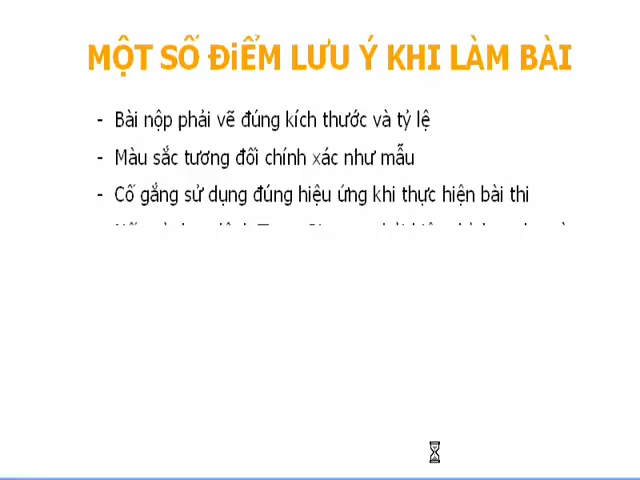 MỘT SỐ ĐiỂM LƯU Ý KHI LÀM BÀI
- Bài nộp phải vẽ đúng kích thước và tỷ lệ
- Màu sắc tương đối chính xác như mẫu
- Cố gắng sử dụng đúng hiệu ứng khi thực hiện bài thi